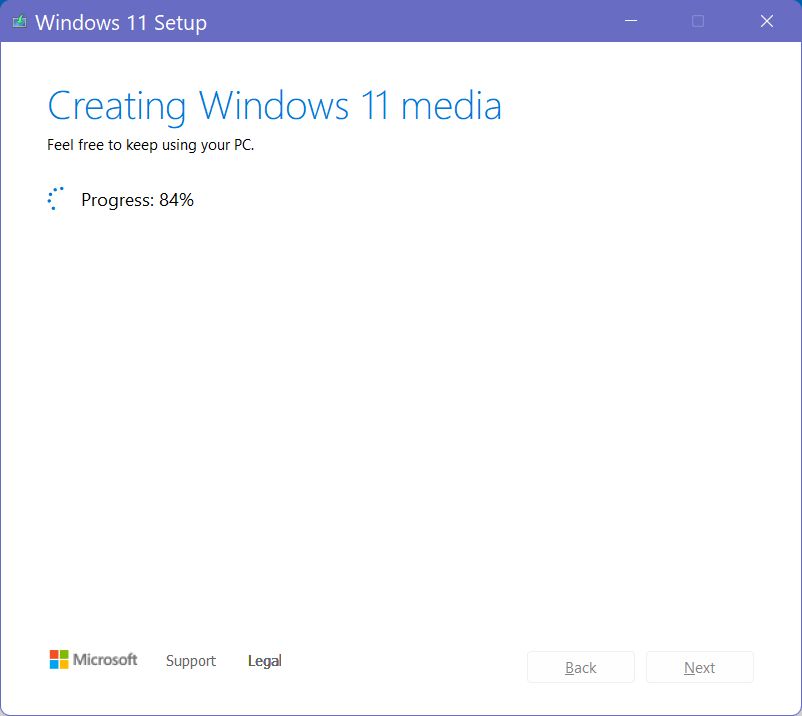 Windows 11 Setup
Creating Windows 11 media
Feel free to keep using your PC.
Progress: 84%
Microsoft Support Legal Back Next